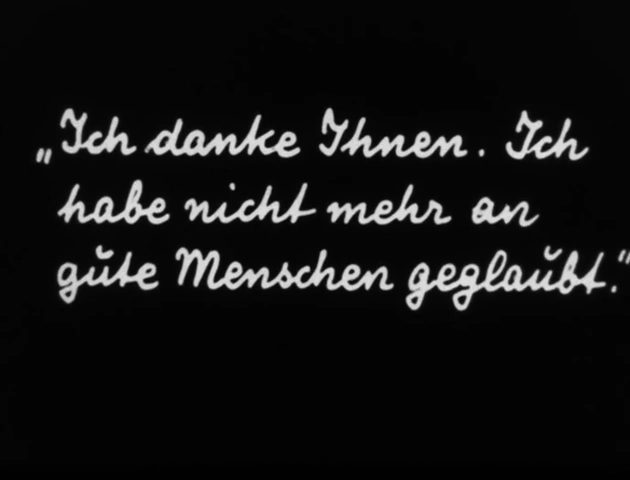 „Ich danke Ihnen. Ich
habe nicht mehr an
gute Menschen geglaubt."